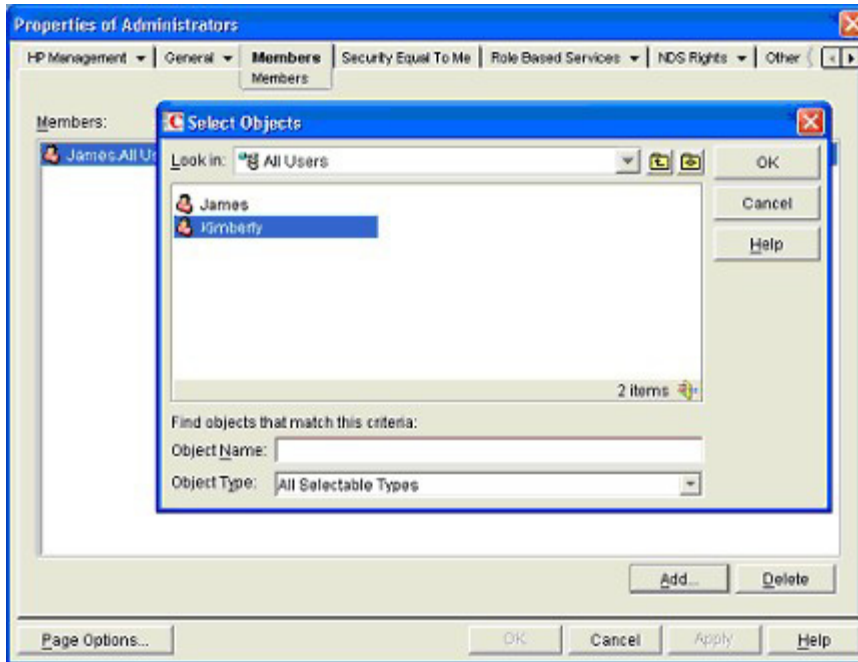 Properties of Administrators
HP Management General Members Security Equal To Me Role Based Services NDS Rights Other
Members
Members:
James.All Us
Select Objects
Look in: All Users
OK
James
Cancel
Kimberly
Help
2 items
Find objects that match this criteria:
Object Name:
Object Type: All Selectable Types
Add... Delete
Page Options... OK Cancel Apply Help